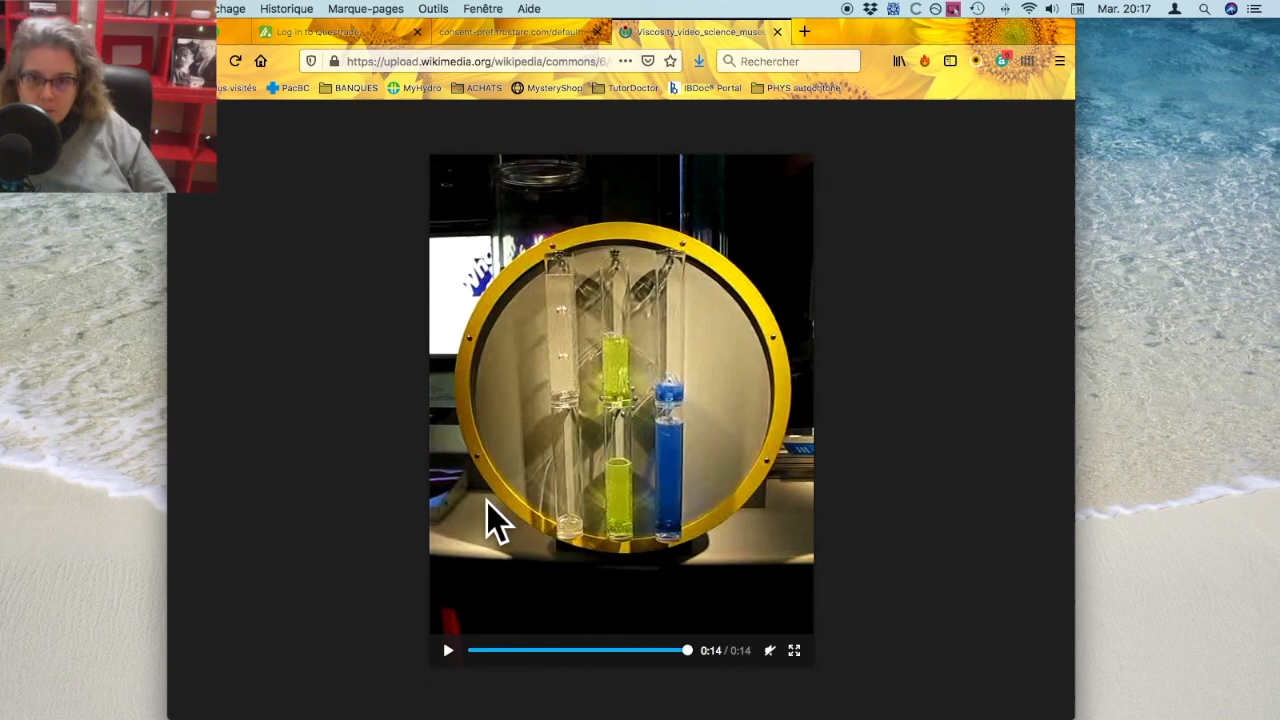 chage Historique Marque-pages Outils Fenêtre Aide Mar. 20:17
Log in to Questrade consent-pref.trustarc.com/default Viscosity_video_science_muse
https://upload.wikimedia.org/wikipedia/commons/6/ Rechercher
us visités PacBC BANQUES MyHydro ACHATS MysteryShop TutorDoctor IBDoc® Portal PHYS autochtone
0:14 / 0:14